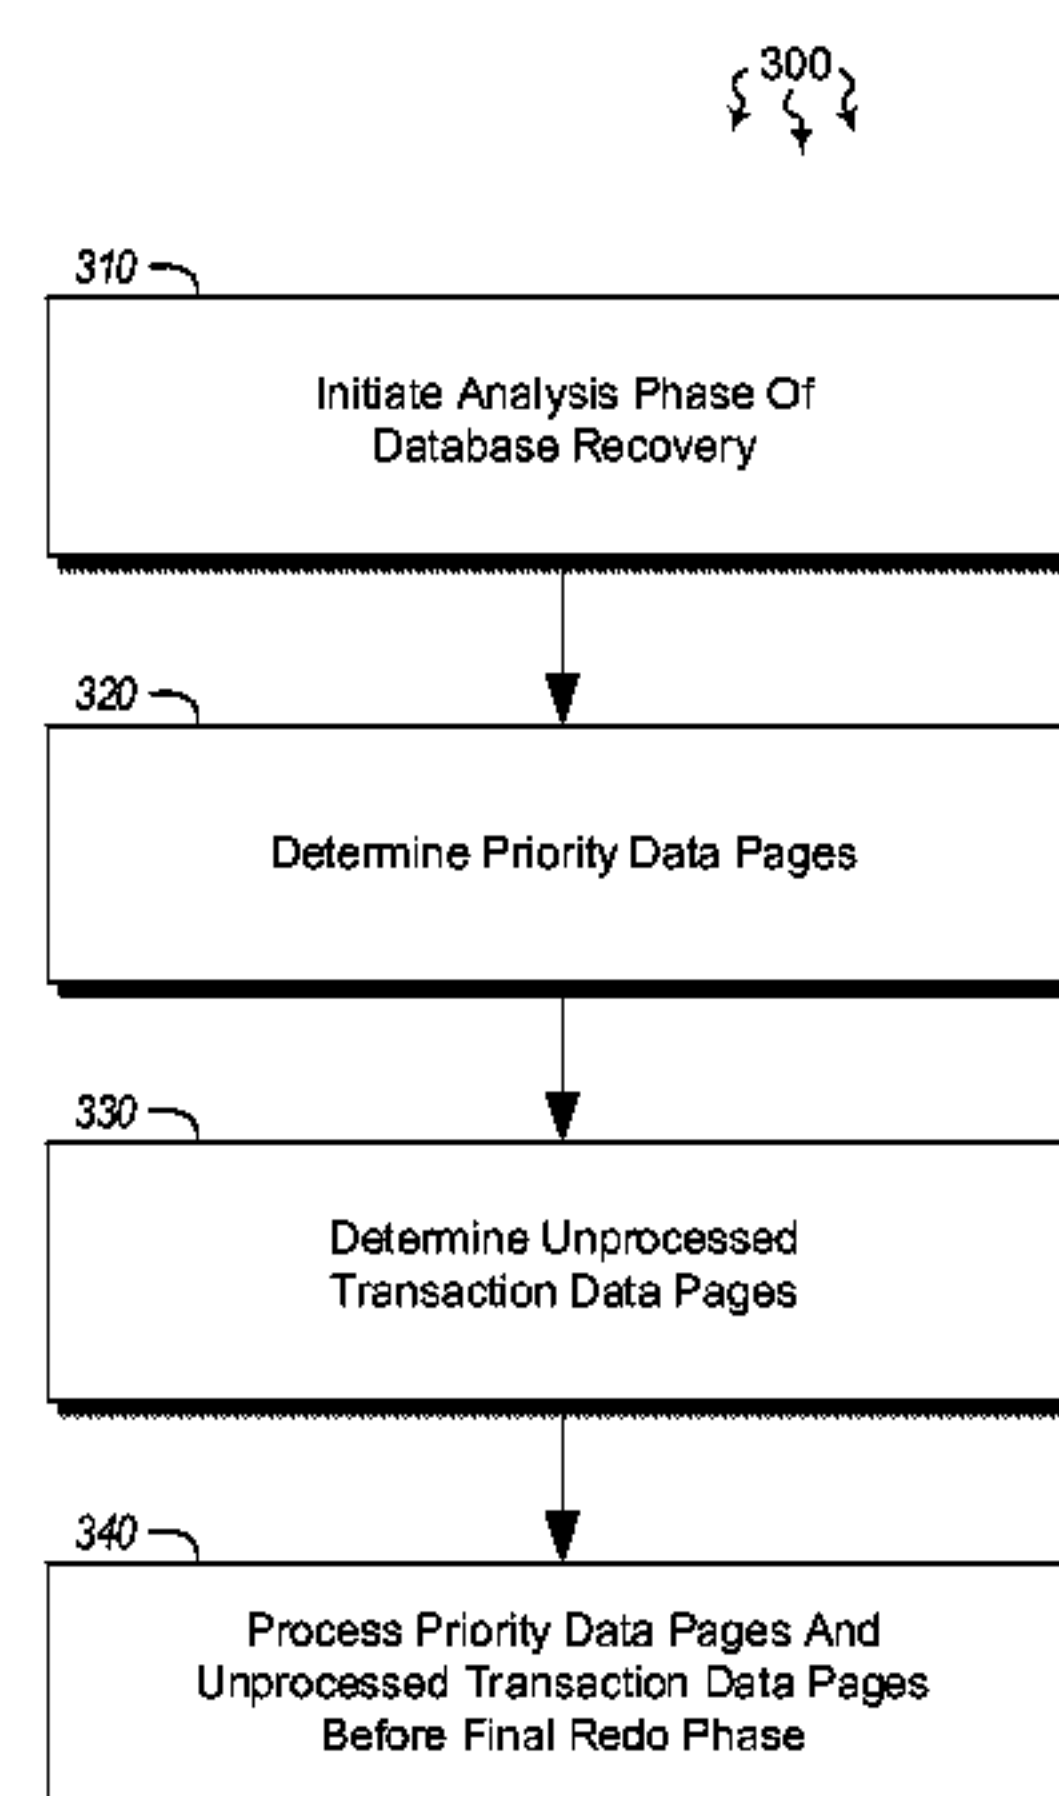 300
310
Initiate Analysis Phase Of
Database Recovery
320
Determine Priority Data Pages
330
Determine Unprocessed
Transaction Data Pages
340
Process Priority Data Pages And
Unprocessed Transaction Data Pages
Before Final Redo Phase